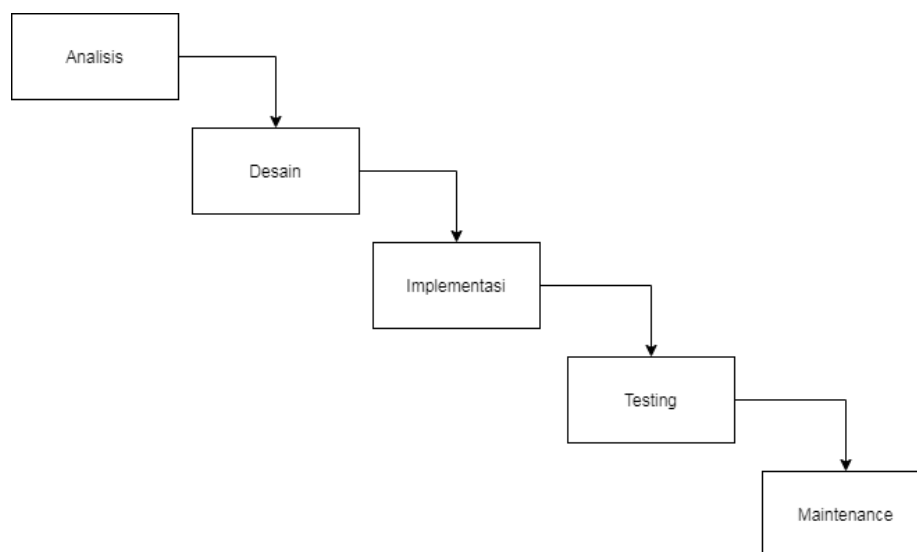 Analisis
Desain
Implementasi
Testing
Maintenance